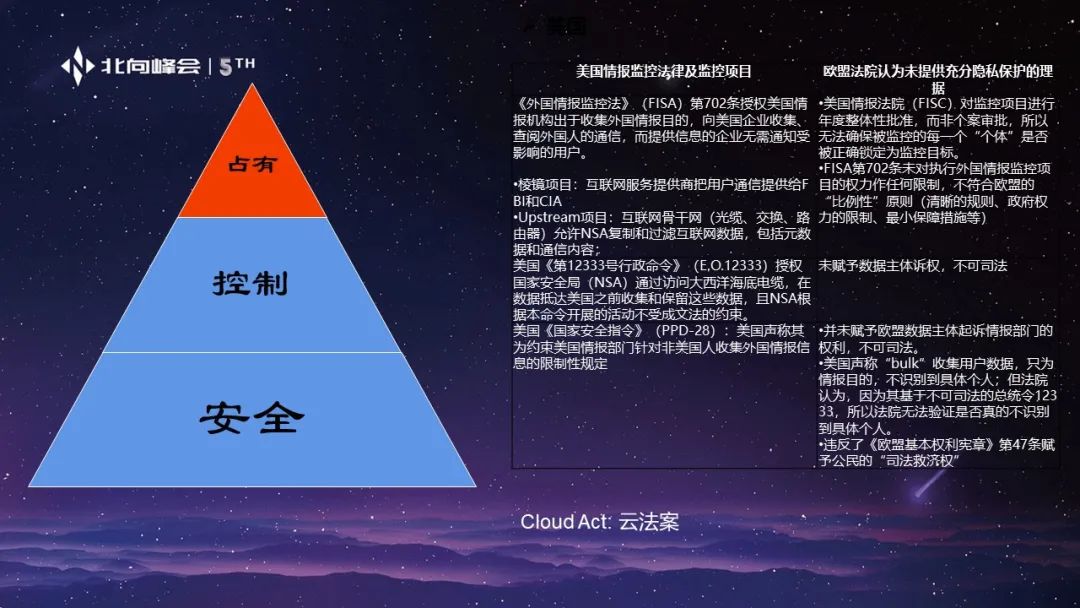 美国
北向峰会 | 5TH
占有
控制
安全
美国情报监控法律及监控项目
《外国情报监控法》（FISA）第702条授权美国情
报机构出于收集外国情报目的，向美国企业收集、
查阅外国人的通信，而提供信息的企业无需通知受
影响的用户。
•棱镜项目：互联网服务提供商把用户通信提供给F
BI和CIA
•Upstream项目：互联网骨干网（光缆、交换、路
由器）允许NSA复制和过滤互联网数据，包括元数
据和通信内容；
美国《第12333号行政命令》（E,O.12333）授权
国家安全局（NSA）通过访问大西洋海底电缆，在
数据抵达美国之前收集和保留这些数据，且NSA根
据本命令开展的活动不受成文法的约束。
美国《国家安全指令》（PPD-28）：美国声称其
为约束美国情报部门针对非美国人收集外国情报信
息的限制性规定
欧盟法院认为未提供充分隐私保护的理
据
•美国情报法院（FISC）对监控项目进行
年度整体性批准，而非个案审批，所以
无法确保被监控的每一个“个体”是否
被正确锁定为监控目标。
•FISA第702条未对执行外国情报监控项
目的权力作任何限制，不符合欧盟的
“比例性”原则（清晰的规则、政府权
力的限制、最小保障措施等）
未赋予数据主体诉权，不可司法
•并未赋予欧盟数据主体起诉情报部门的
权利，不可司法。
•美国声称“bulk”收集用户数据，只为
情报目的，不识别到具体个人；但法院
认为，因为其基于不可司法的总统令123
33，所以法院无法验证是否真的不识别
到具体个人。
•违反了《欧盟基本权利宪章》第47条赋
予公民的“司法救济权”
Cloud Act: 云法案